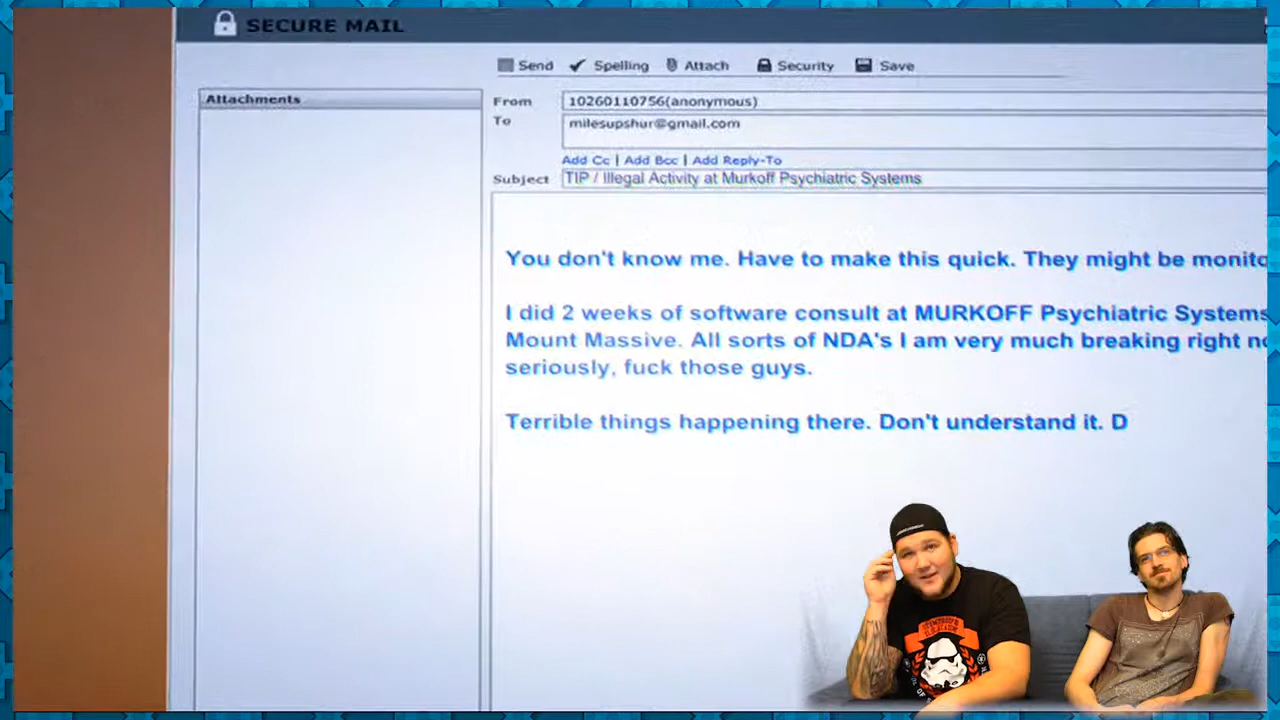 SECURE MAIL
Send Spelling Attach Security Save
Attachments
From 10260110756(anonymous)
To milesupshur@gmail.com
Add Cc | Add Bcc | Add Reply-To
Subject TIP / Illegal Activity at Murkoff Psychiatric Systems
You don't know me. Have to make this quick. They might be monito
I did 2 weeks of software consult at MURKOFF Psychiatric Systems
Mount Massive. All sorts of NDA's I am very much breaking right no
seriously, fuck those guys.
Terrible things happening there. Don't understand it. D